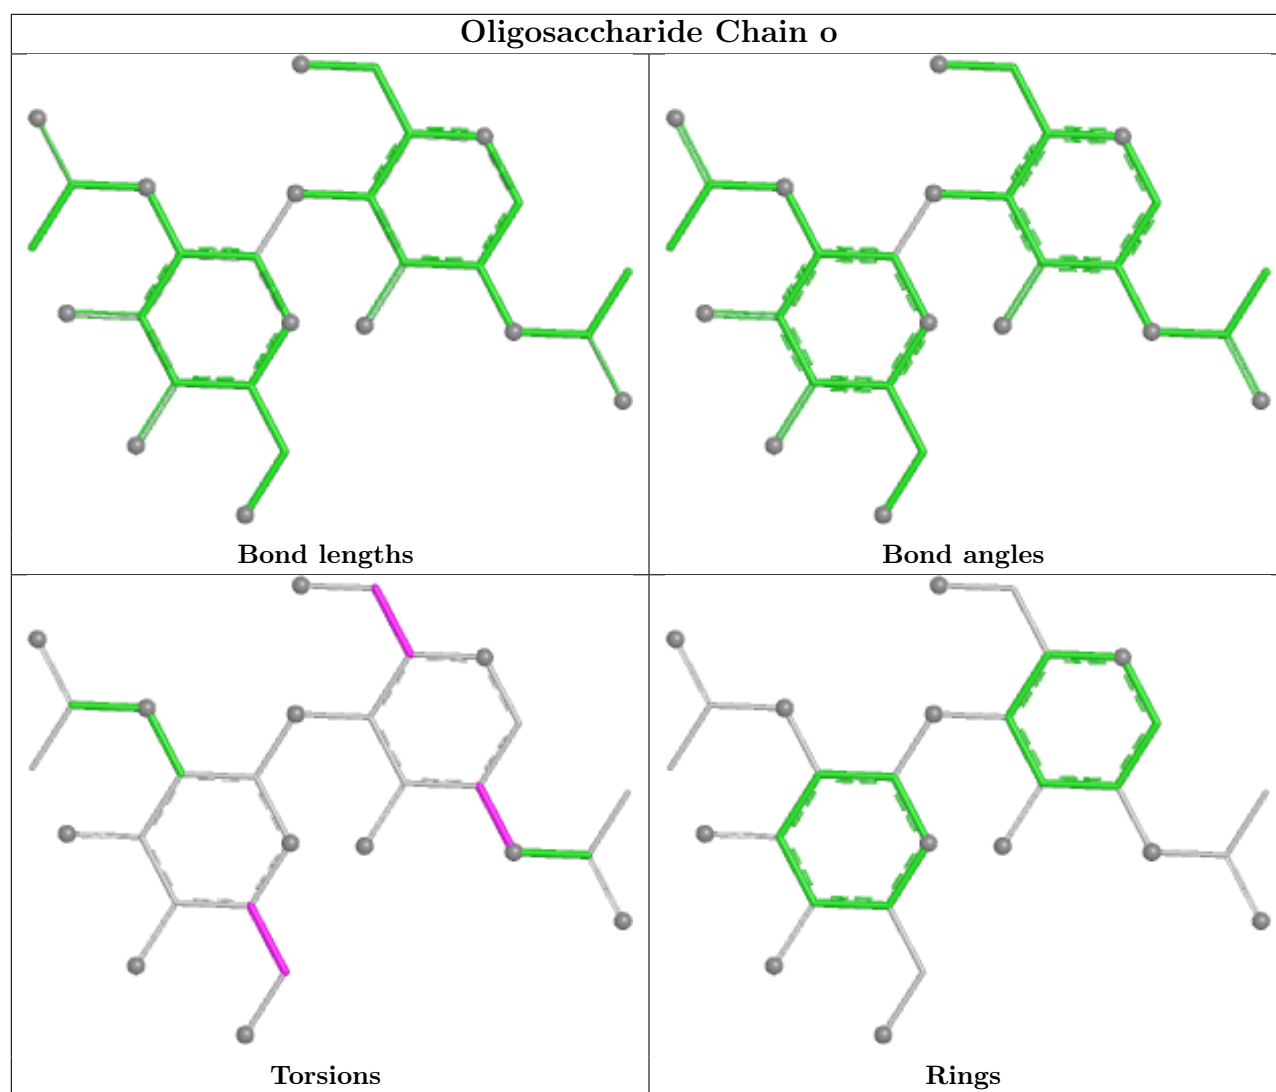 Oligosaccharide Chain o
Bond lengths
Bond angles
Torsions
Rings